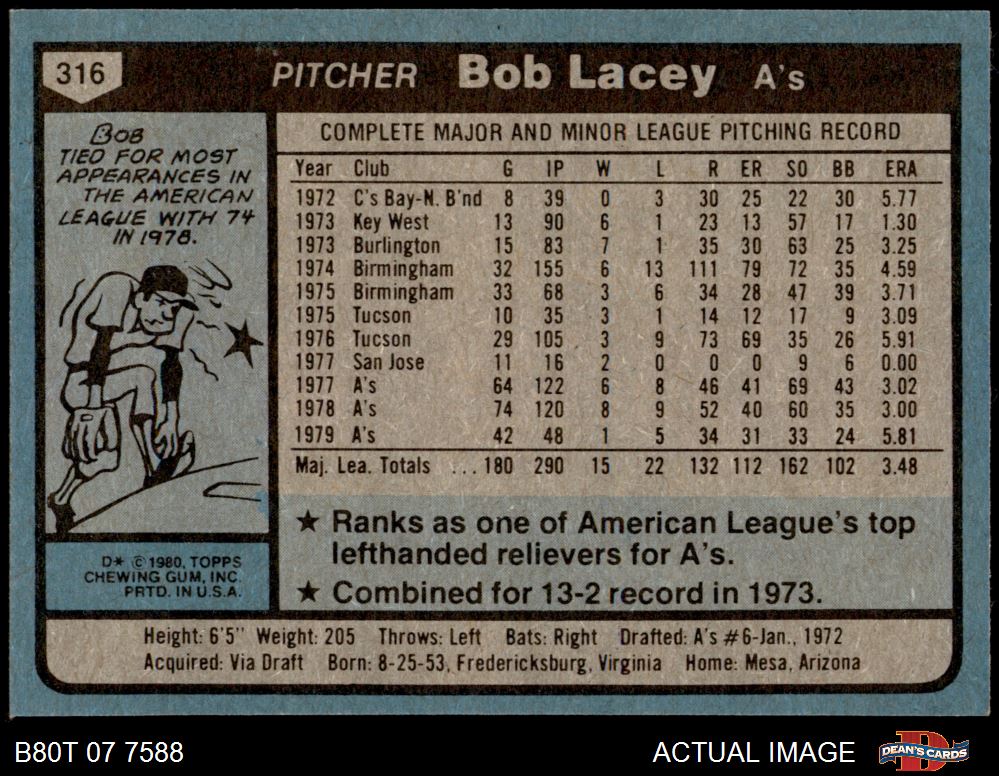 316 PITCHER Bob Lacey A's
BOB
TIED FOR MOST
APPEARANCES IN
THE AMERICAN
LEAGUE WITH 74
IN 1978.
D* © 1980, TOPPS
CHEWING GUM, INC.
PRTD. IN U.S.A.
COMPLETE MAJOR AND MINOR LEAGUE PITCHING RECORD
Year Club G IP W L R ER SO BB ERA
1972 C's Bay-N. B'nd 8 39 0 3 30 25 22 30 5.77
1973 Key West 13 90 6 1 23 13 57 17 1.30
1973 Burlington 15 83 7 1 35 30 63 25 3.25
1974 Birmingham 32 155 6 13 111 79 72 35 4.59
1975 Birmingham 33 68 3 6 34 28 47 39 3.71
1975 Tucson 10 35 3 1 14 12 17 9 3.09
1976 Tucson 29 105 3 9 73 69 35 26 5.91
1977 San Jose 11 16 2 0 0 0 9 6 0.00
1977 A's 64 122 6 8 46 41 69 43 3.02
1978 A's 74 120 8 9 52 40 60 35 3.00
1979 A's 42 48 1 5 34 31 33 24 5.81
Maj. Lea. Totals ... 180 290 15 22 132 112 162 102 3.48
★ Ranks as one of American League's top
lefthanded relievers for A's.
★ Combined for 13-2 record in 1973.
Height: 6'5" Weight: 205 Throws: Left Bats: Right Drafted: A's #6-Jan., 1972
Acquired: Via Draft Born: 8-25-53, Fredericksburg, Virginia Home: Mesa, Arizona
B80T 07 7588 ACTUAL IMAGE DEAN'S CARDS